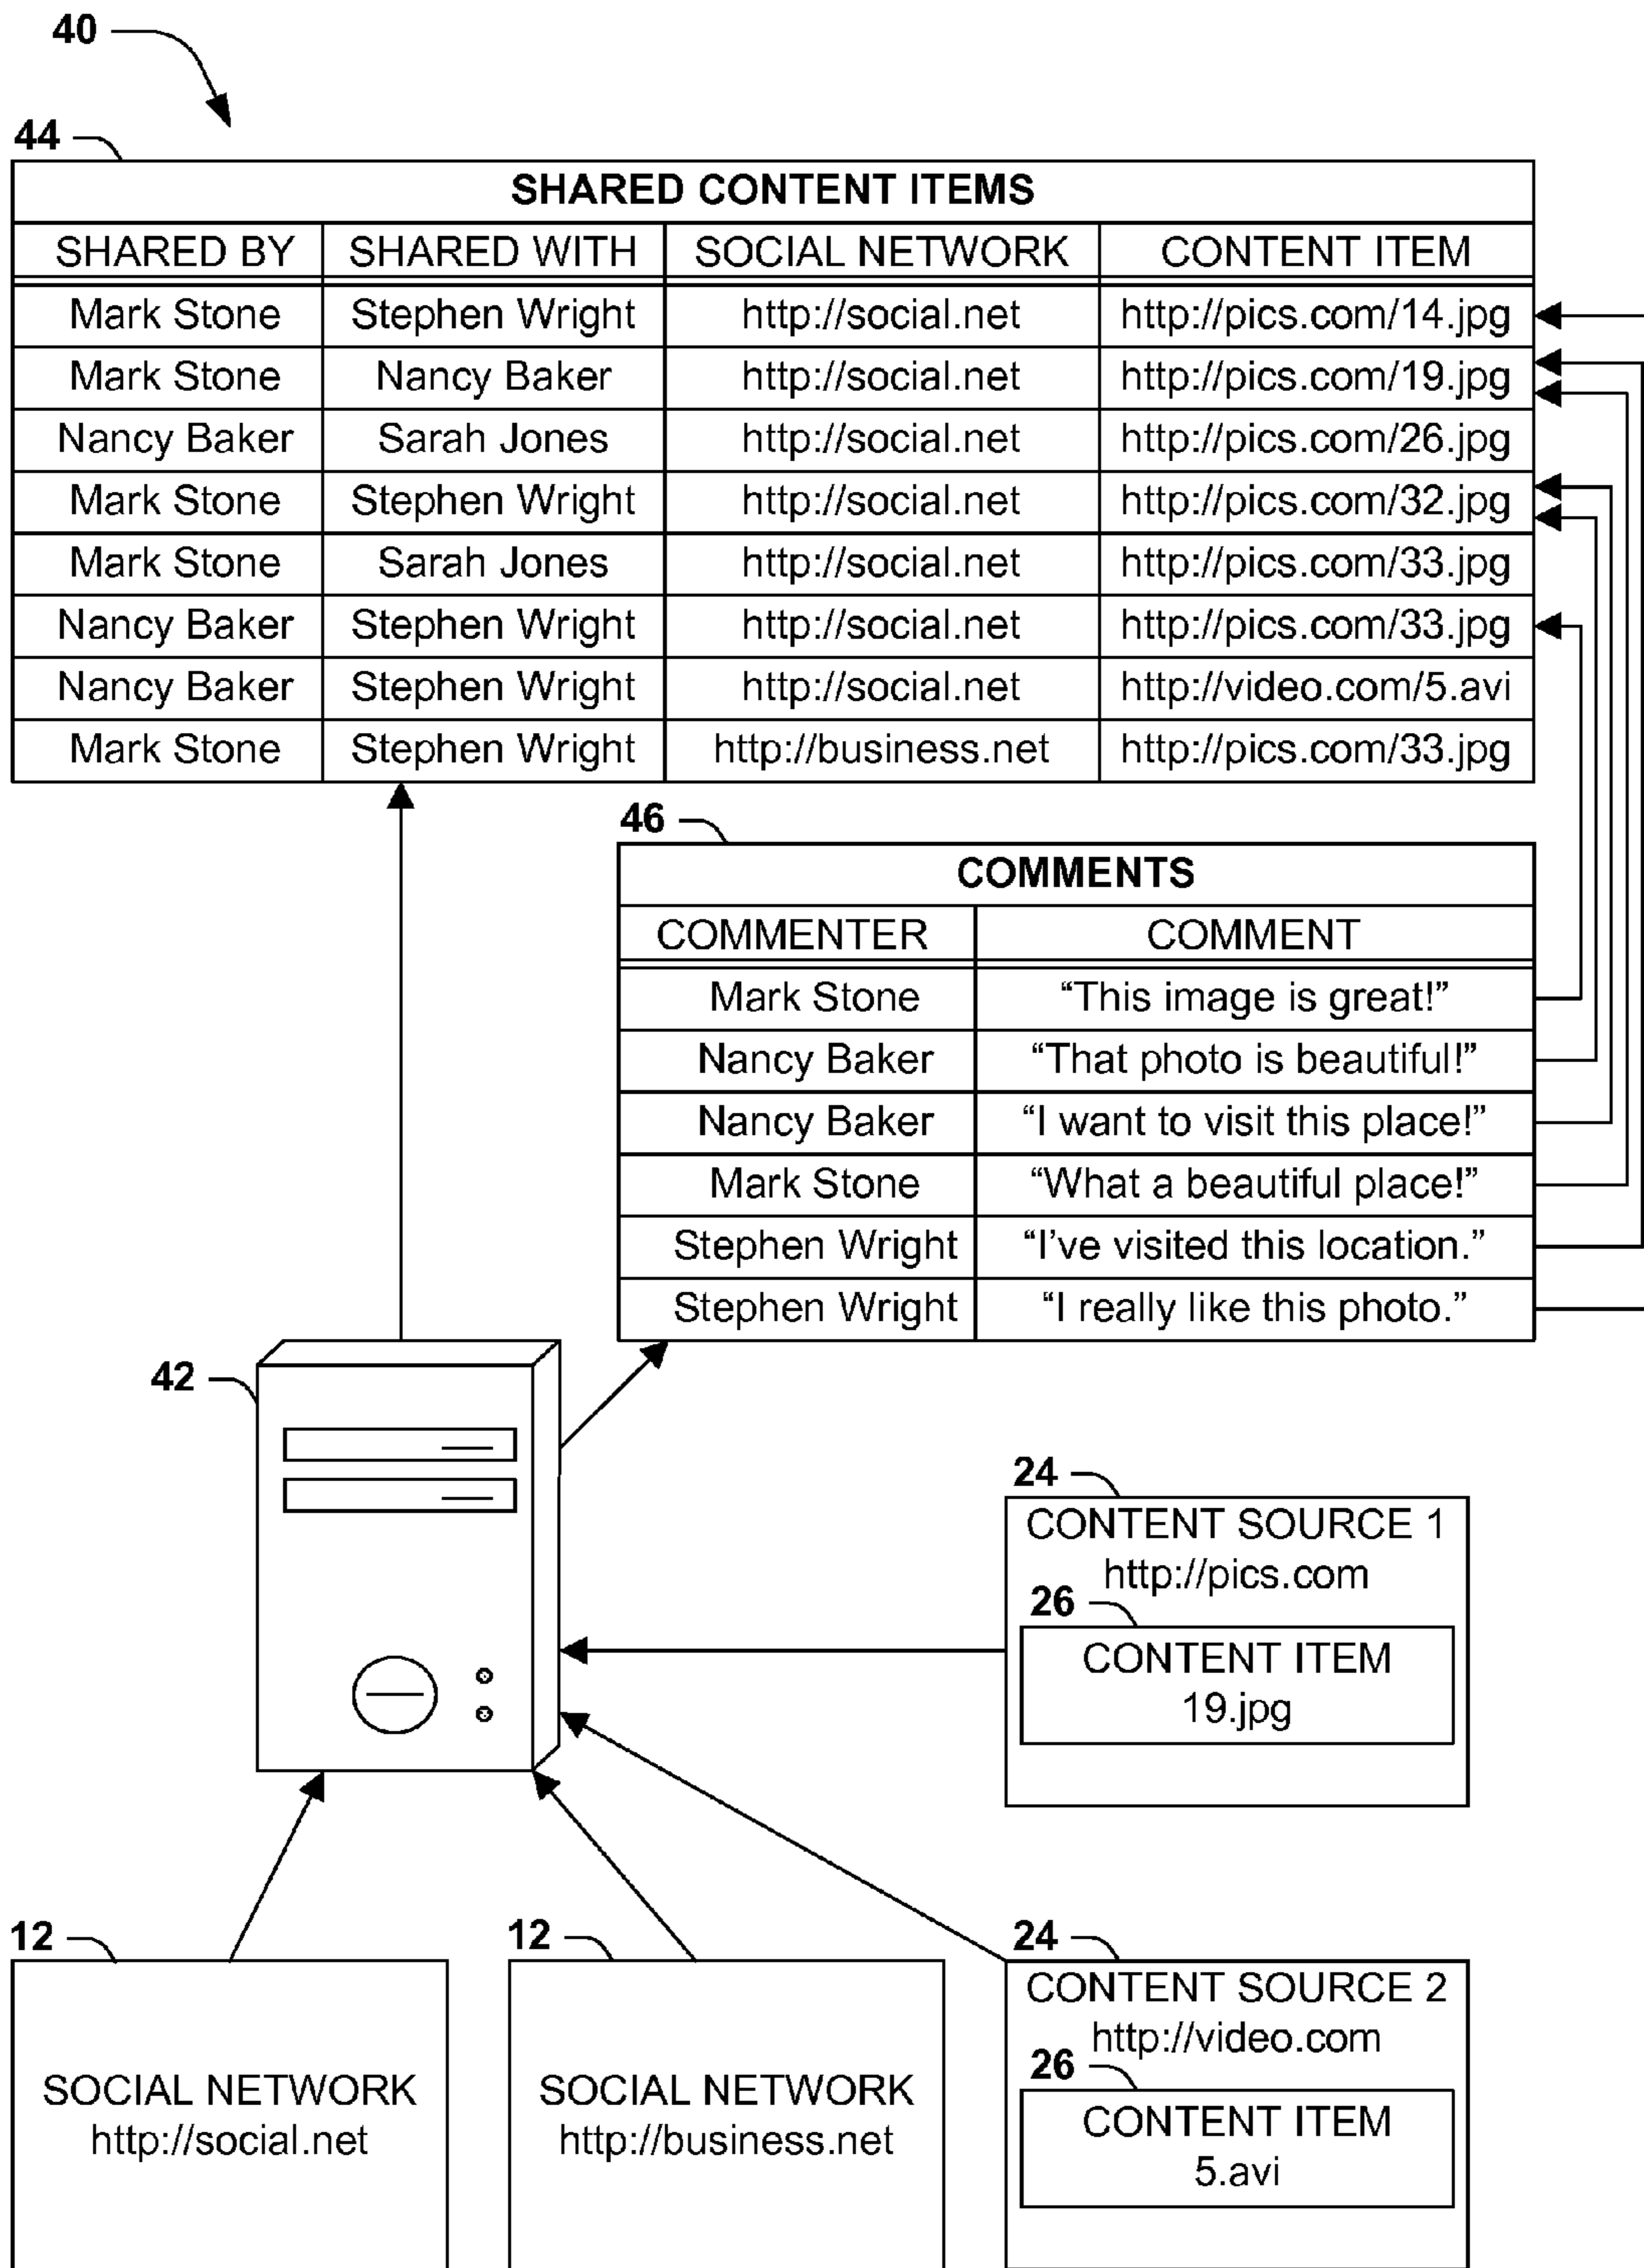 40
44
SHARED CONTENT ITEMS
SHARED BY SHARED WITH SOCIAL NETWORK CONTENT ITEM
Mark Stone Stephen Wright http://social.net http://pics.com/14.jpg
Mark Stone Nancy Baker http://social.net http://pics.com/19.jpg
Nancy Baker Sarah Jones http://social.net http://pics.com/26.jpg
Mark Stone Stephen Wright http://social.net http://pics.com/32.jpg
Mark Stone Sarah Jones http://social.net http://pics.com/33.jpg
Nancy Baker Stephen Wright http://social.net http://pics.com/33.jpg
Nancy Baker Stephen Wright http://social.net http://video.com/5.avi
Mark Stone Stephen Wright http://business.net http://pics.com/33.jpg
46
COMMENTS
COMMENTER COMMENT
Mark Stone “This image is great!”
Nancy Baker “That photo is beautiful!”
Nancy Baker “I want to visit this place!”
Mark Stone “What a beautiful place!”
Stephen Wright “I’ve visited this location.”
Stephen Wright “I really like this photo.”
42
24
CONTENT SOURCE 1
http://pics.com
26
CONTENT ITEM
19.jpg
12
SOCIAL NETWORK
http://social.net
12
SOCIAL NETWORK
http://business.net
24
CONTENT SOURCE 2
http://video.com
26
CONTENT ITEM
5.avi